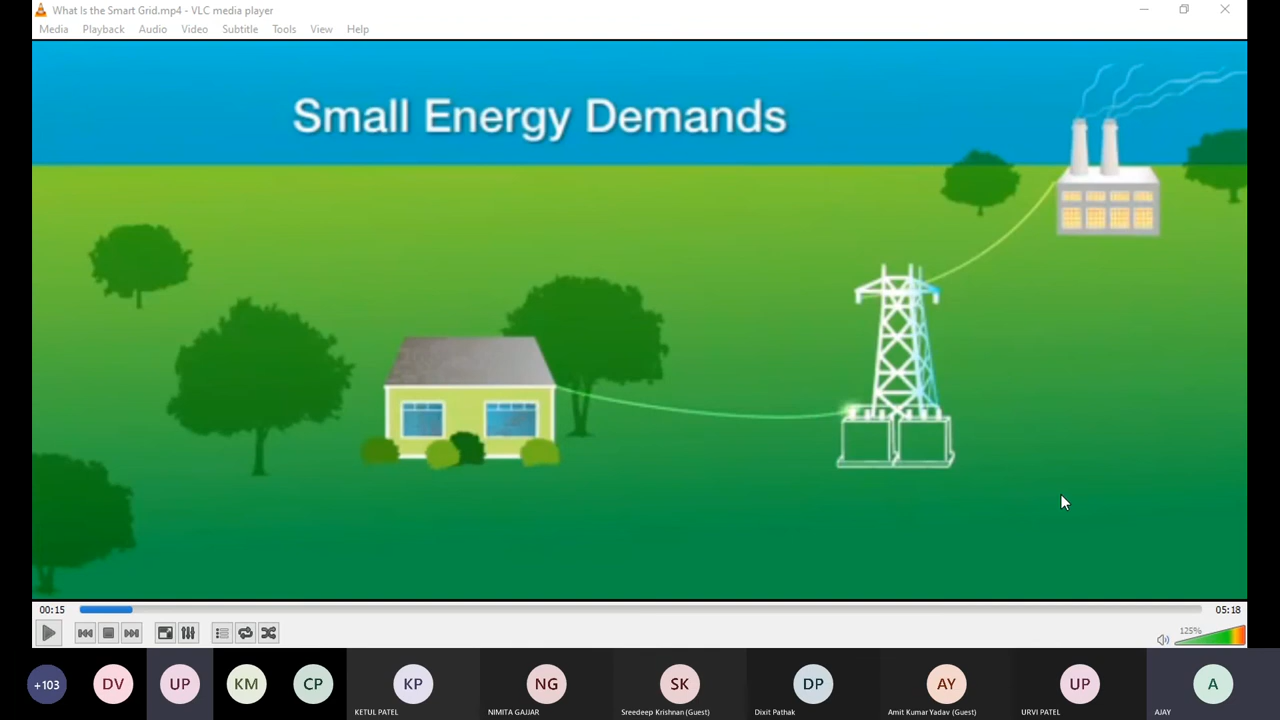 What Is the Smart Grid.mp4 - VLC media player
Media Playback Audio Video Subtitle Tools View Help
Small Energy Demands
00:15
05:18
125%
+103
DV
UP
KM
CP
KP
NG
SK
DP
AY
UP
A
KETUL PATEL
NIMITA GAJJAR
Sreedeep Krishnan (Guest)
Dixit Pathak
Amit Kumar Yadav (Guest)
URVI PATEL
AJAY